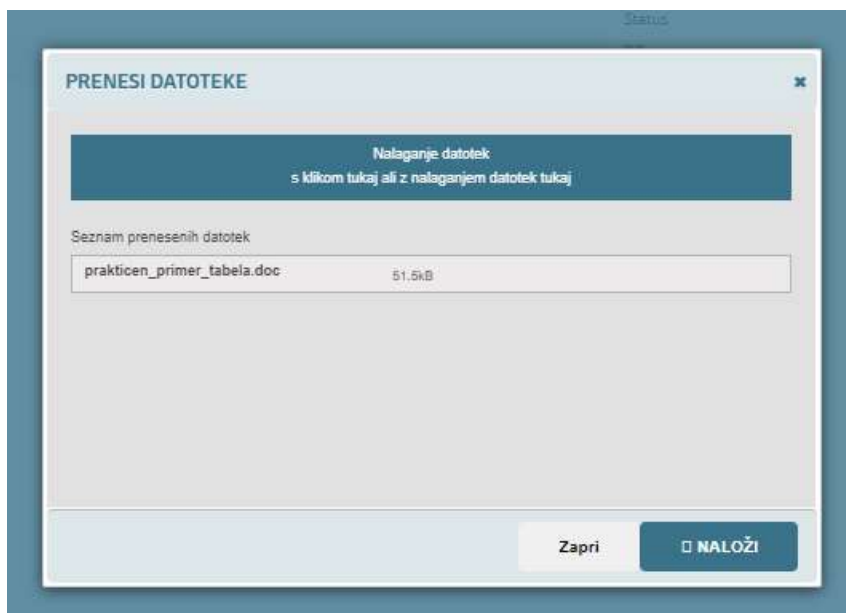 Status
PRENESI DATOTEKE
Nalaganje datotek
s klikom tukaj ali z nalaganjem datotek tukaj
Seznam prenesenih datotek
prakticen_primer_tabela.doc 51.5kB
Zapri NALOŽI